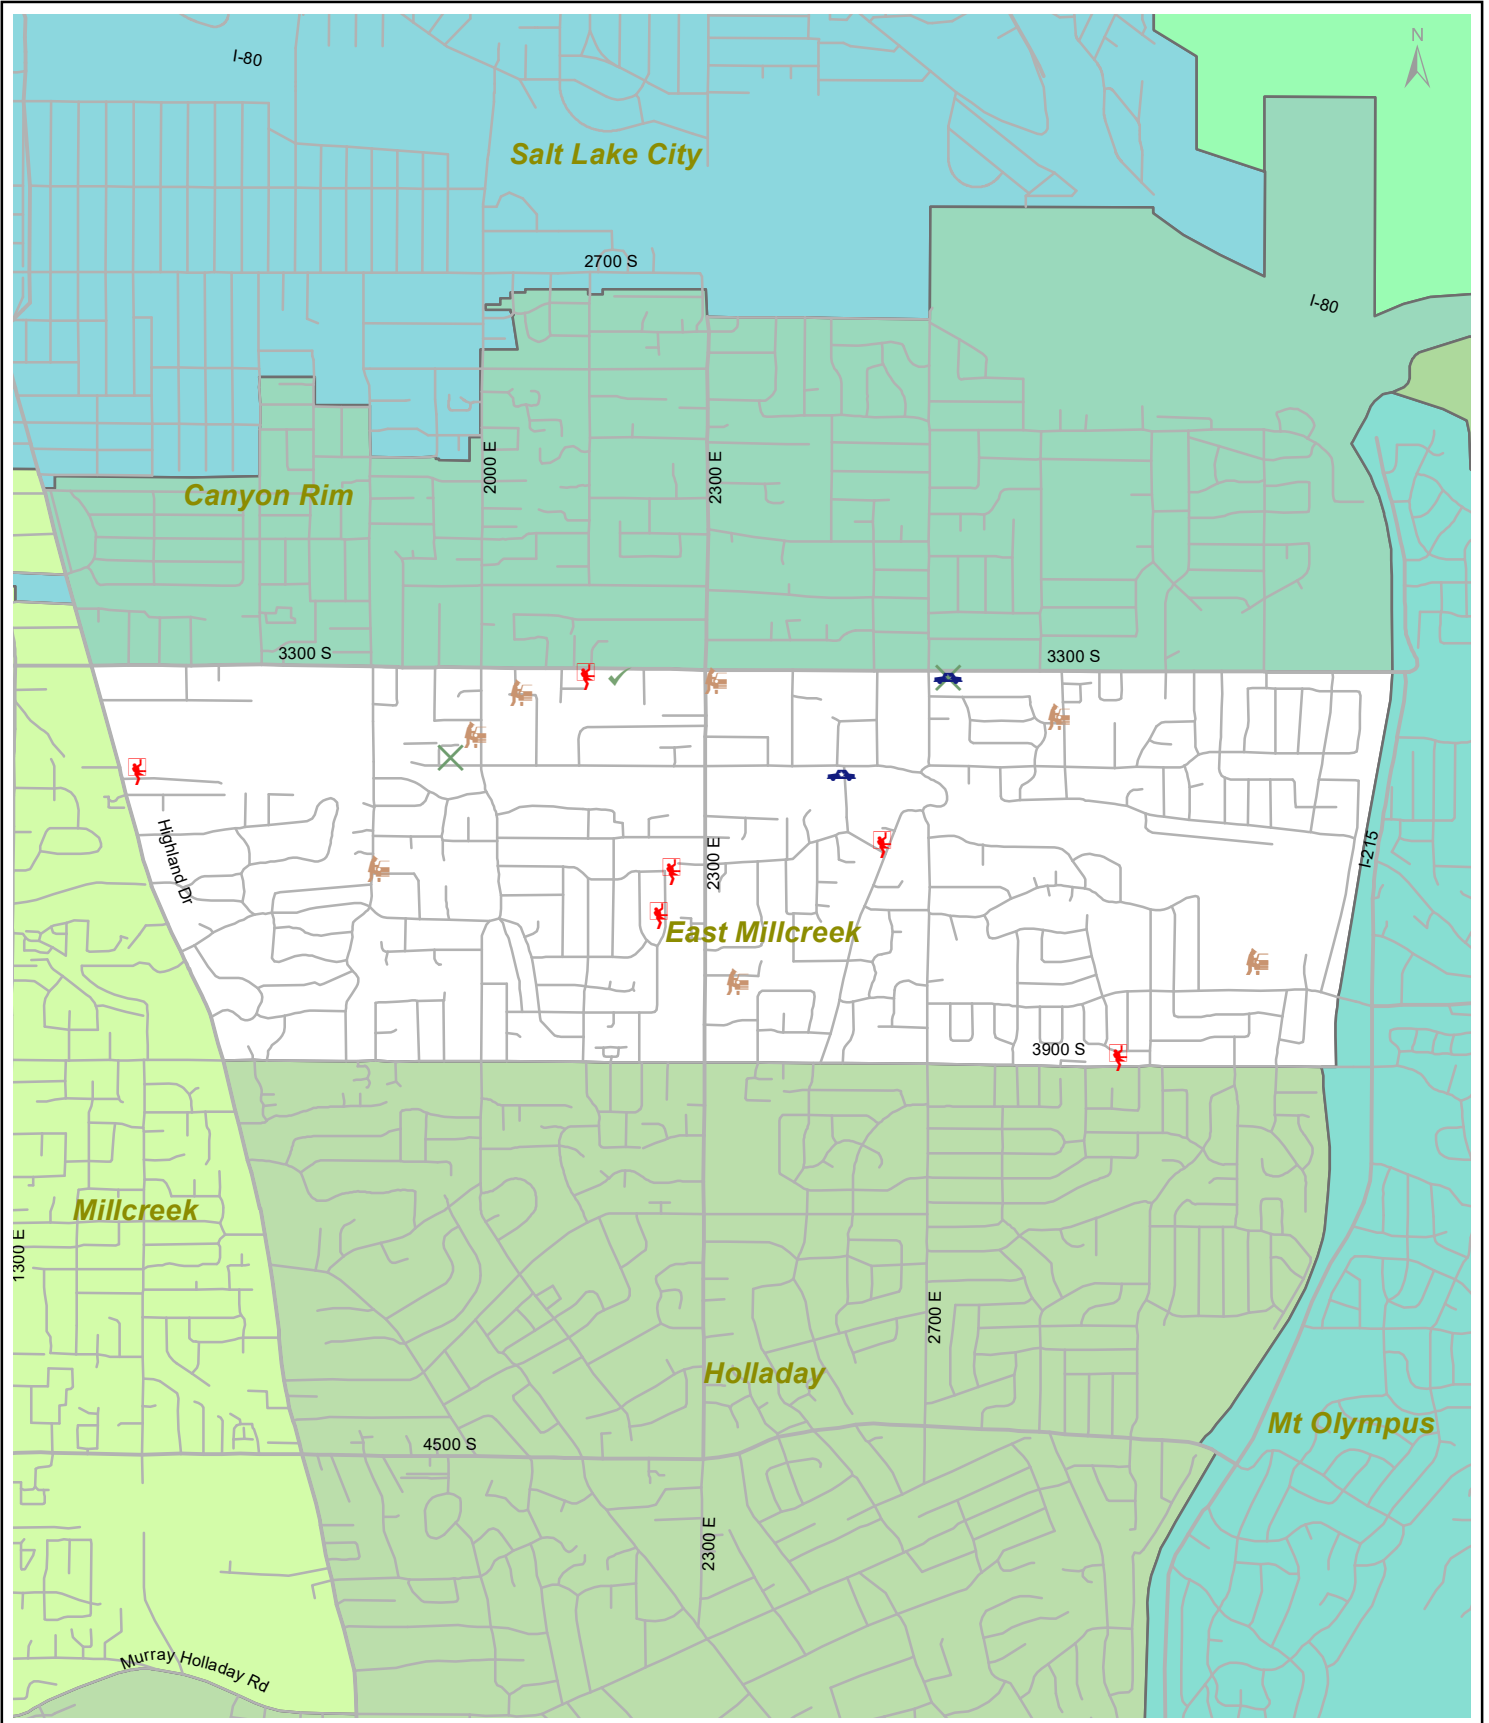 N
I-80
Salt Lake City
2700 S
I-80
2000 E
2300 E
Canyon Rim
3300 S
3300 S
Highland Dr
2300 E
I-215
East Millcreek
3900 S
Millcreek
1300 E
2700 E
Holladay
Mt Olympus
4500 S
2300 E
Murray Holladay Rd